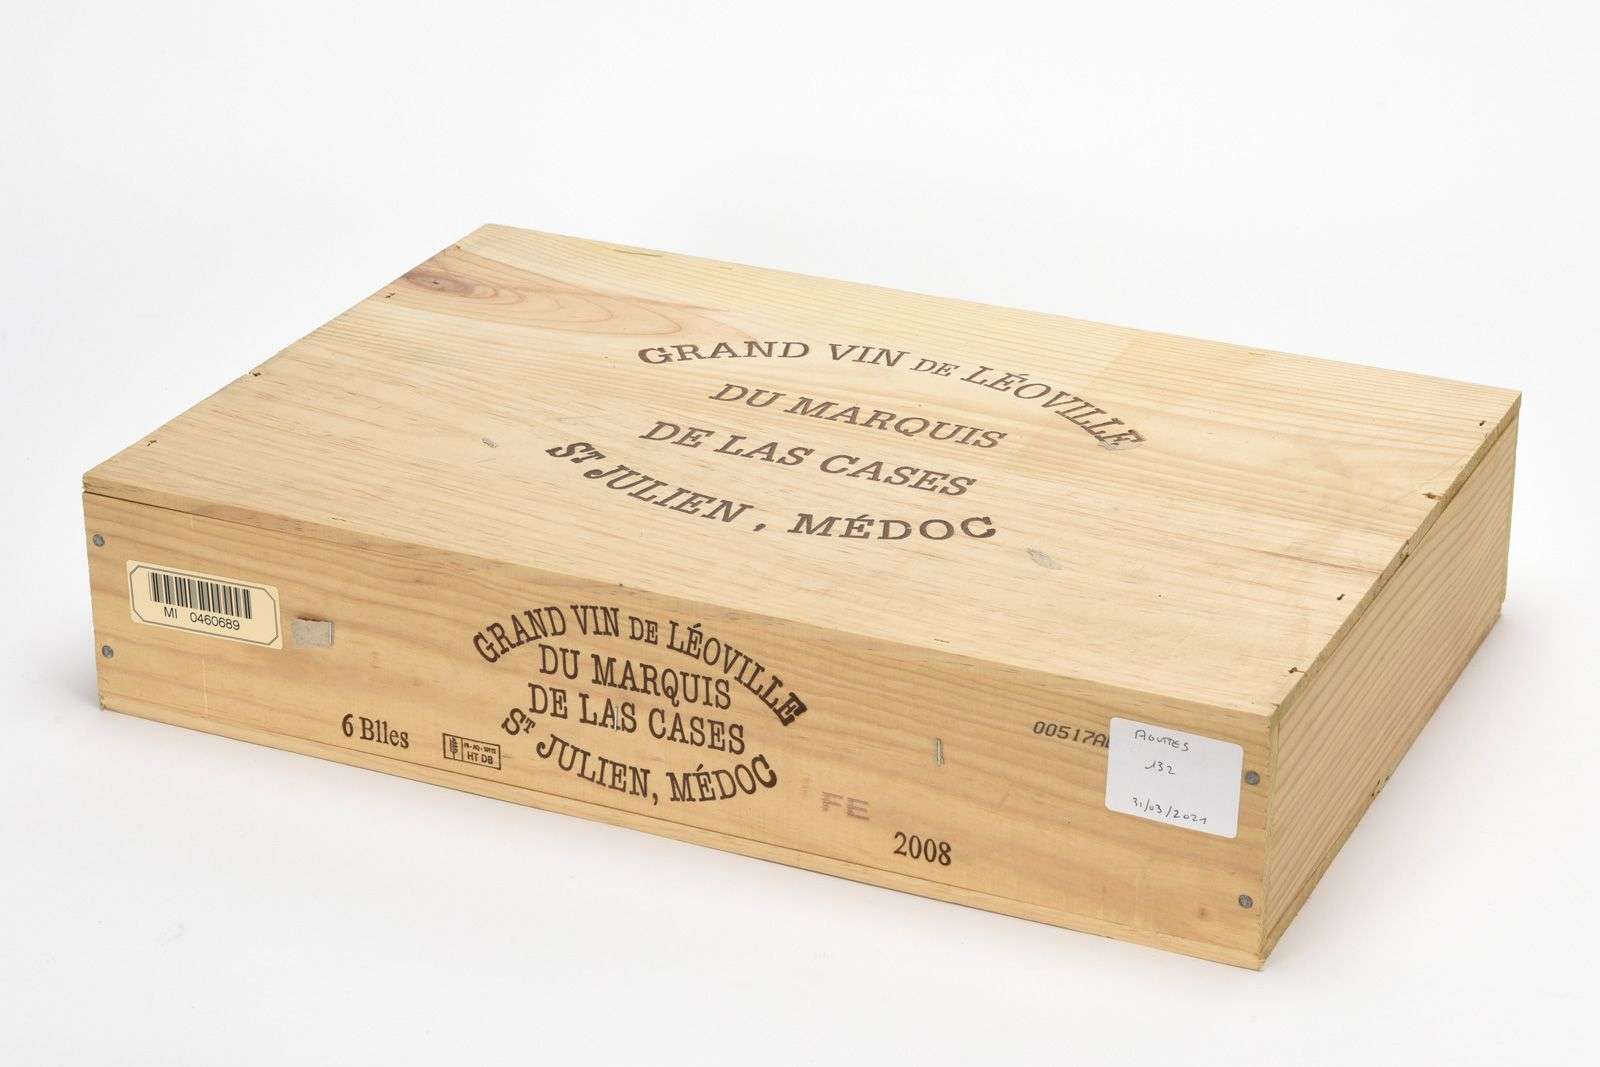 GRAND VIN DE LÉOVILLE
DU MARQUIS
DE LAS CASES
ST JULIEN, MÉDOC
MI 0460689
GRAND VIN DE LÉOVILLE
DU MARQUIS
DE LAS CASES
ST JULIEN, MÉDOC
6 Blles
HT DB
FE
2008
00517A
132
31/03/2021